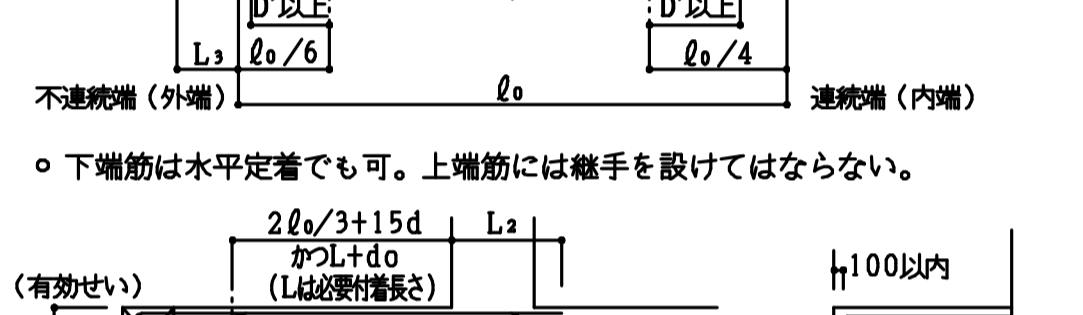 D 以上 D 以上
L₃ ℓ₀/6 ℓ₀/4
不連続端（外端） ℓ₀ 連続端（内端）
○ 下端筋は水平定着でも可。上端筋には継手を設けてはならない。
2ℓ₀/3+15d L₂
かつL+do
（Lは必要付着長さ）
（有効せい）
100以内